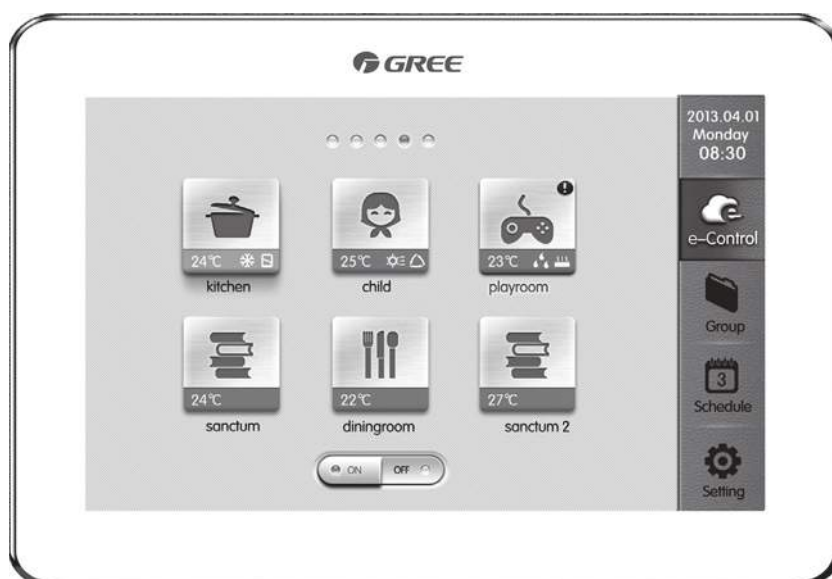 GREE
2013.04.01
Monday
08:30
24℃
25℃
23℃
kitchen
child
playroom
24℃
22℃
27℃
sanctum
diningroom
sanctum 2
ON
OFF
e-Control
Group
3
Schedule
Setting